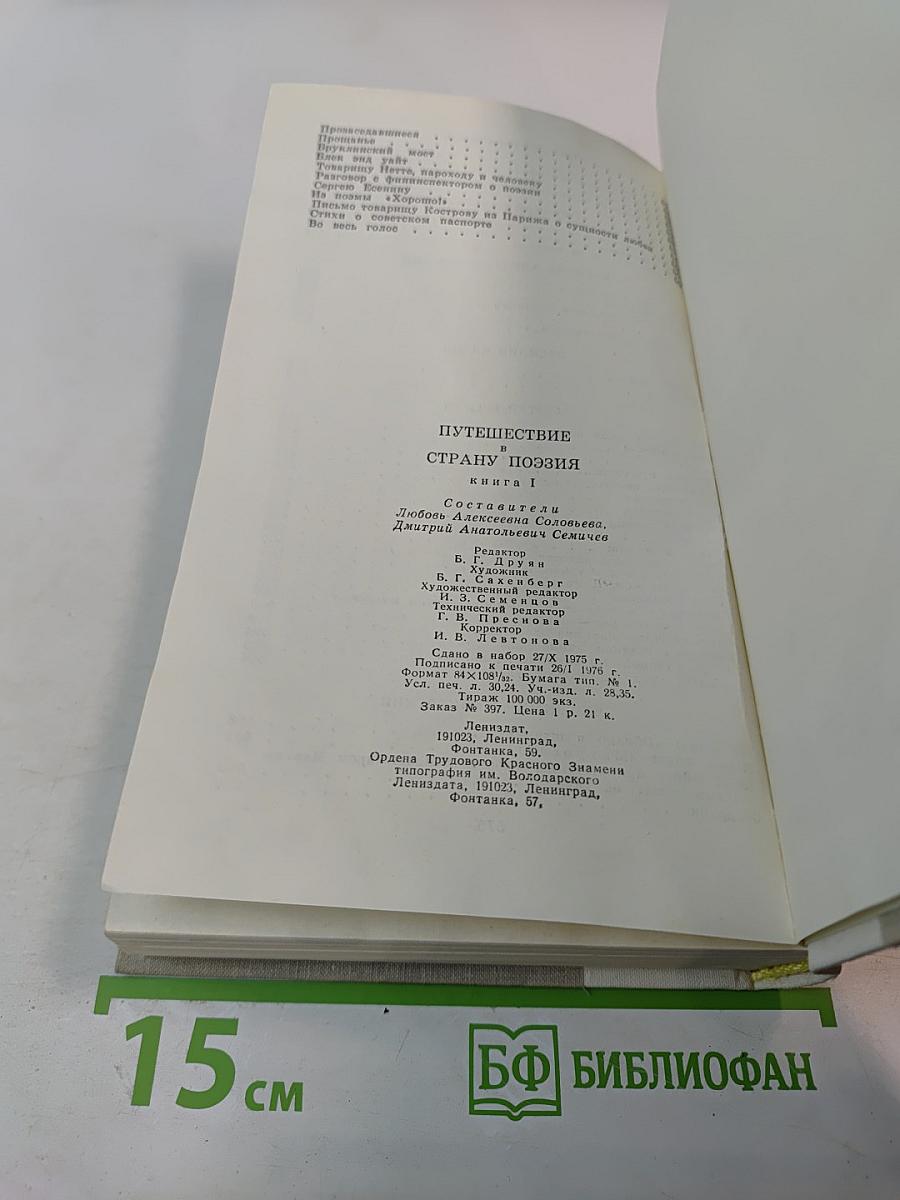 Прозаседавшиеся
Прощанье
Бруклинский мост
Блек энд уайт
Товарищу Нетте, пароходу и человеку
Разговор с фининспектором о поэзии
Сергею Есенину
Из поэмы «Хорошо!»
Письмо товарищу Кострову из Парижа о сущности любви
Стихи о советском паспорте
Во весь голос
ПУТЕШЕСТВИЕ
в
СТРАНУ ПОЭЗИЯ
книга I
Составители
Любовь Алексеевна Соловьева,
Дмитрий Анатольевич Семичев
Редактор
Б. Г. Друян
Художник
Б. Г. Сахенберг
Художественный редактор
И. З. Семенцов
Технический редактор
Г. В. Преснова
Корректор
И. В. Левтонова
Сдано в набор 27/X 1975 г.
Подписано к печати 26/I 1976 г.
Формат 84×108¹/₃₂. Бумага тип. № 1.
Усл. печ. л. 30,24. Уч.-изд. л. 28,35.
Тираж 100 000 экз.
Заказ № 397. Цена 1 р. 21 к.
Лениздат,
191023, Ленинград,
Фонтанка, 59.
Ордена Трудового Красного Знамени
типография им. Володарского
Лениздата, 191023, Ленинград,
Фонтанка, 57.
15 см
БФ БИБЛИОФАН